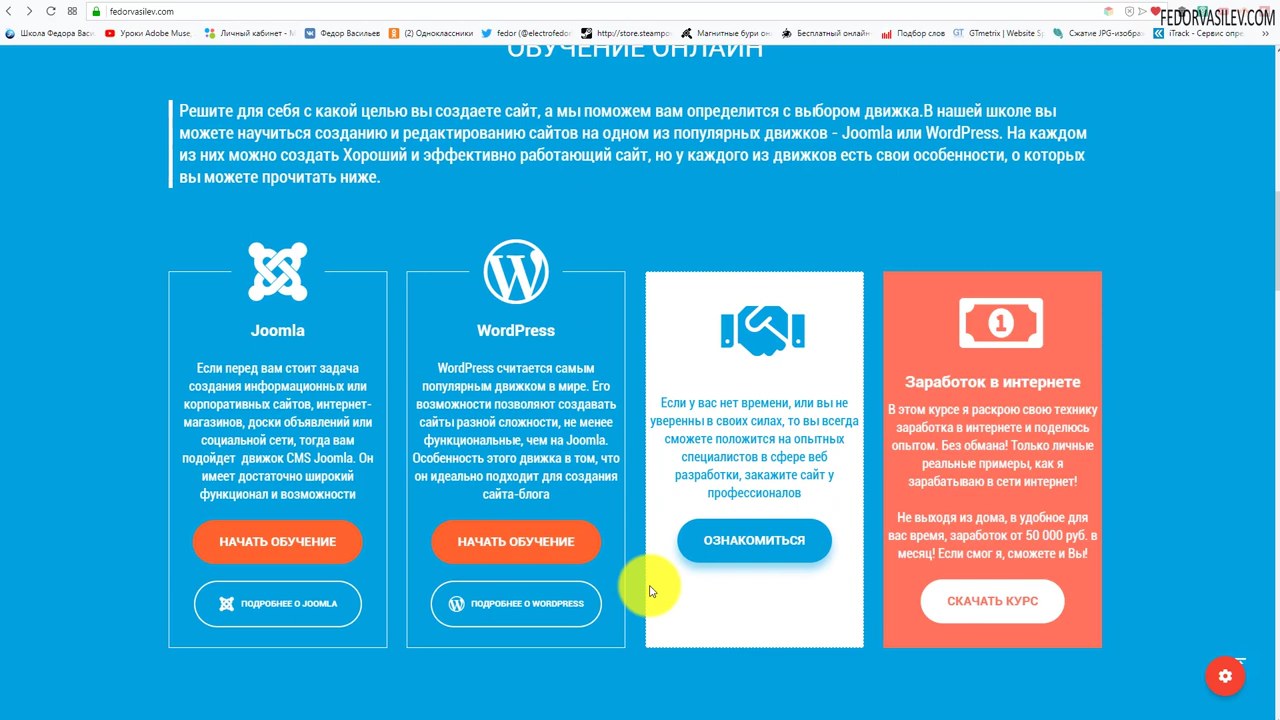 fedorvasilev.com
FEDORVASILEV.COM
Школа Федора Васи.
Уроки Adobe Muse,
Личный кабинет - М
Федор Васильев
(2) Одноклассники
fedor (@electrofedor
http://store.steampo
Магнитные бури он
Бесплатный онлайн
Подбор слов
GTmetrix | Website S
Сжатие JPG-изобра
iTrack - Сервис опре
ОБУЧЕНИЕ ОНЛАЙН
Решите для себя с какой целью вы создаете сайт, а мы поможем вам определится с выбором движка.В нашей школе вы
можете научиться созданию и редактированию сайтов на одном из популярных движков - Joomla или WordPress. На каждом
из них можно создать Хороший и эффективно работающий сайт, но у каждого из движков есть свои особенности, о которых
вы можете прочитать ниже.
Joomla
Если перед вам стоит задача
создания информационных или
корпоративных сайтов, интернет-
магазинов, доски объявлений или
социальной сети, тогда вам
подойдет движок CMS Joomla. Он
имеет достаточно широкий
функционал и возможности
НАЧАТЬ ОБУЧЕНИЕ
ПОДРОБНЕЕ О JOOMLA
WordPress
WordPress считается самым
популярным движком в мире. Его
возможности позволяют создавать
сайты разной сложности, не менее
функциональные, чем на Joomla.
Особенность этого движка в том, что
он идеально подходит для создания
сайта-блога
НАЧАТЬ ОБУЧЕНИЕ
ПОДРОБНЕЕ О WORDPRESS
Если у вас нет времени, или вы не
уверенны в своих силах, то вы всегда
сможете положится на опытных
специалистов в сфере веб
разработки, закажите сайт у
профессионалов
ОЗНАКОМИТЬСЯ
1
Заработок в интернете
В этом курсе я раскрою свою технику
заработка в интернете и поделюсь
опытом. Без обмана! Только личные
реальные примеры, как я
зарабатываю в сети интернет!
Не выходя из дома, в удобное для
вас время, заработок от 50 000 руб. в
месяц! Если смог я, сможете и Вы!
СКАЧАТЬ КУРС